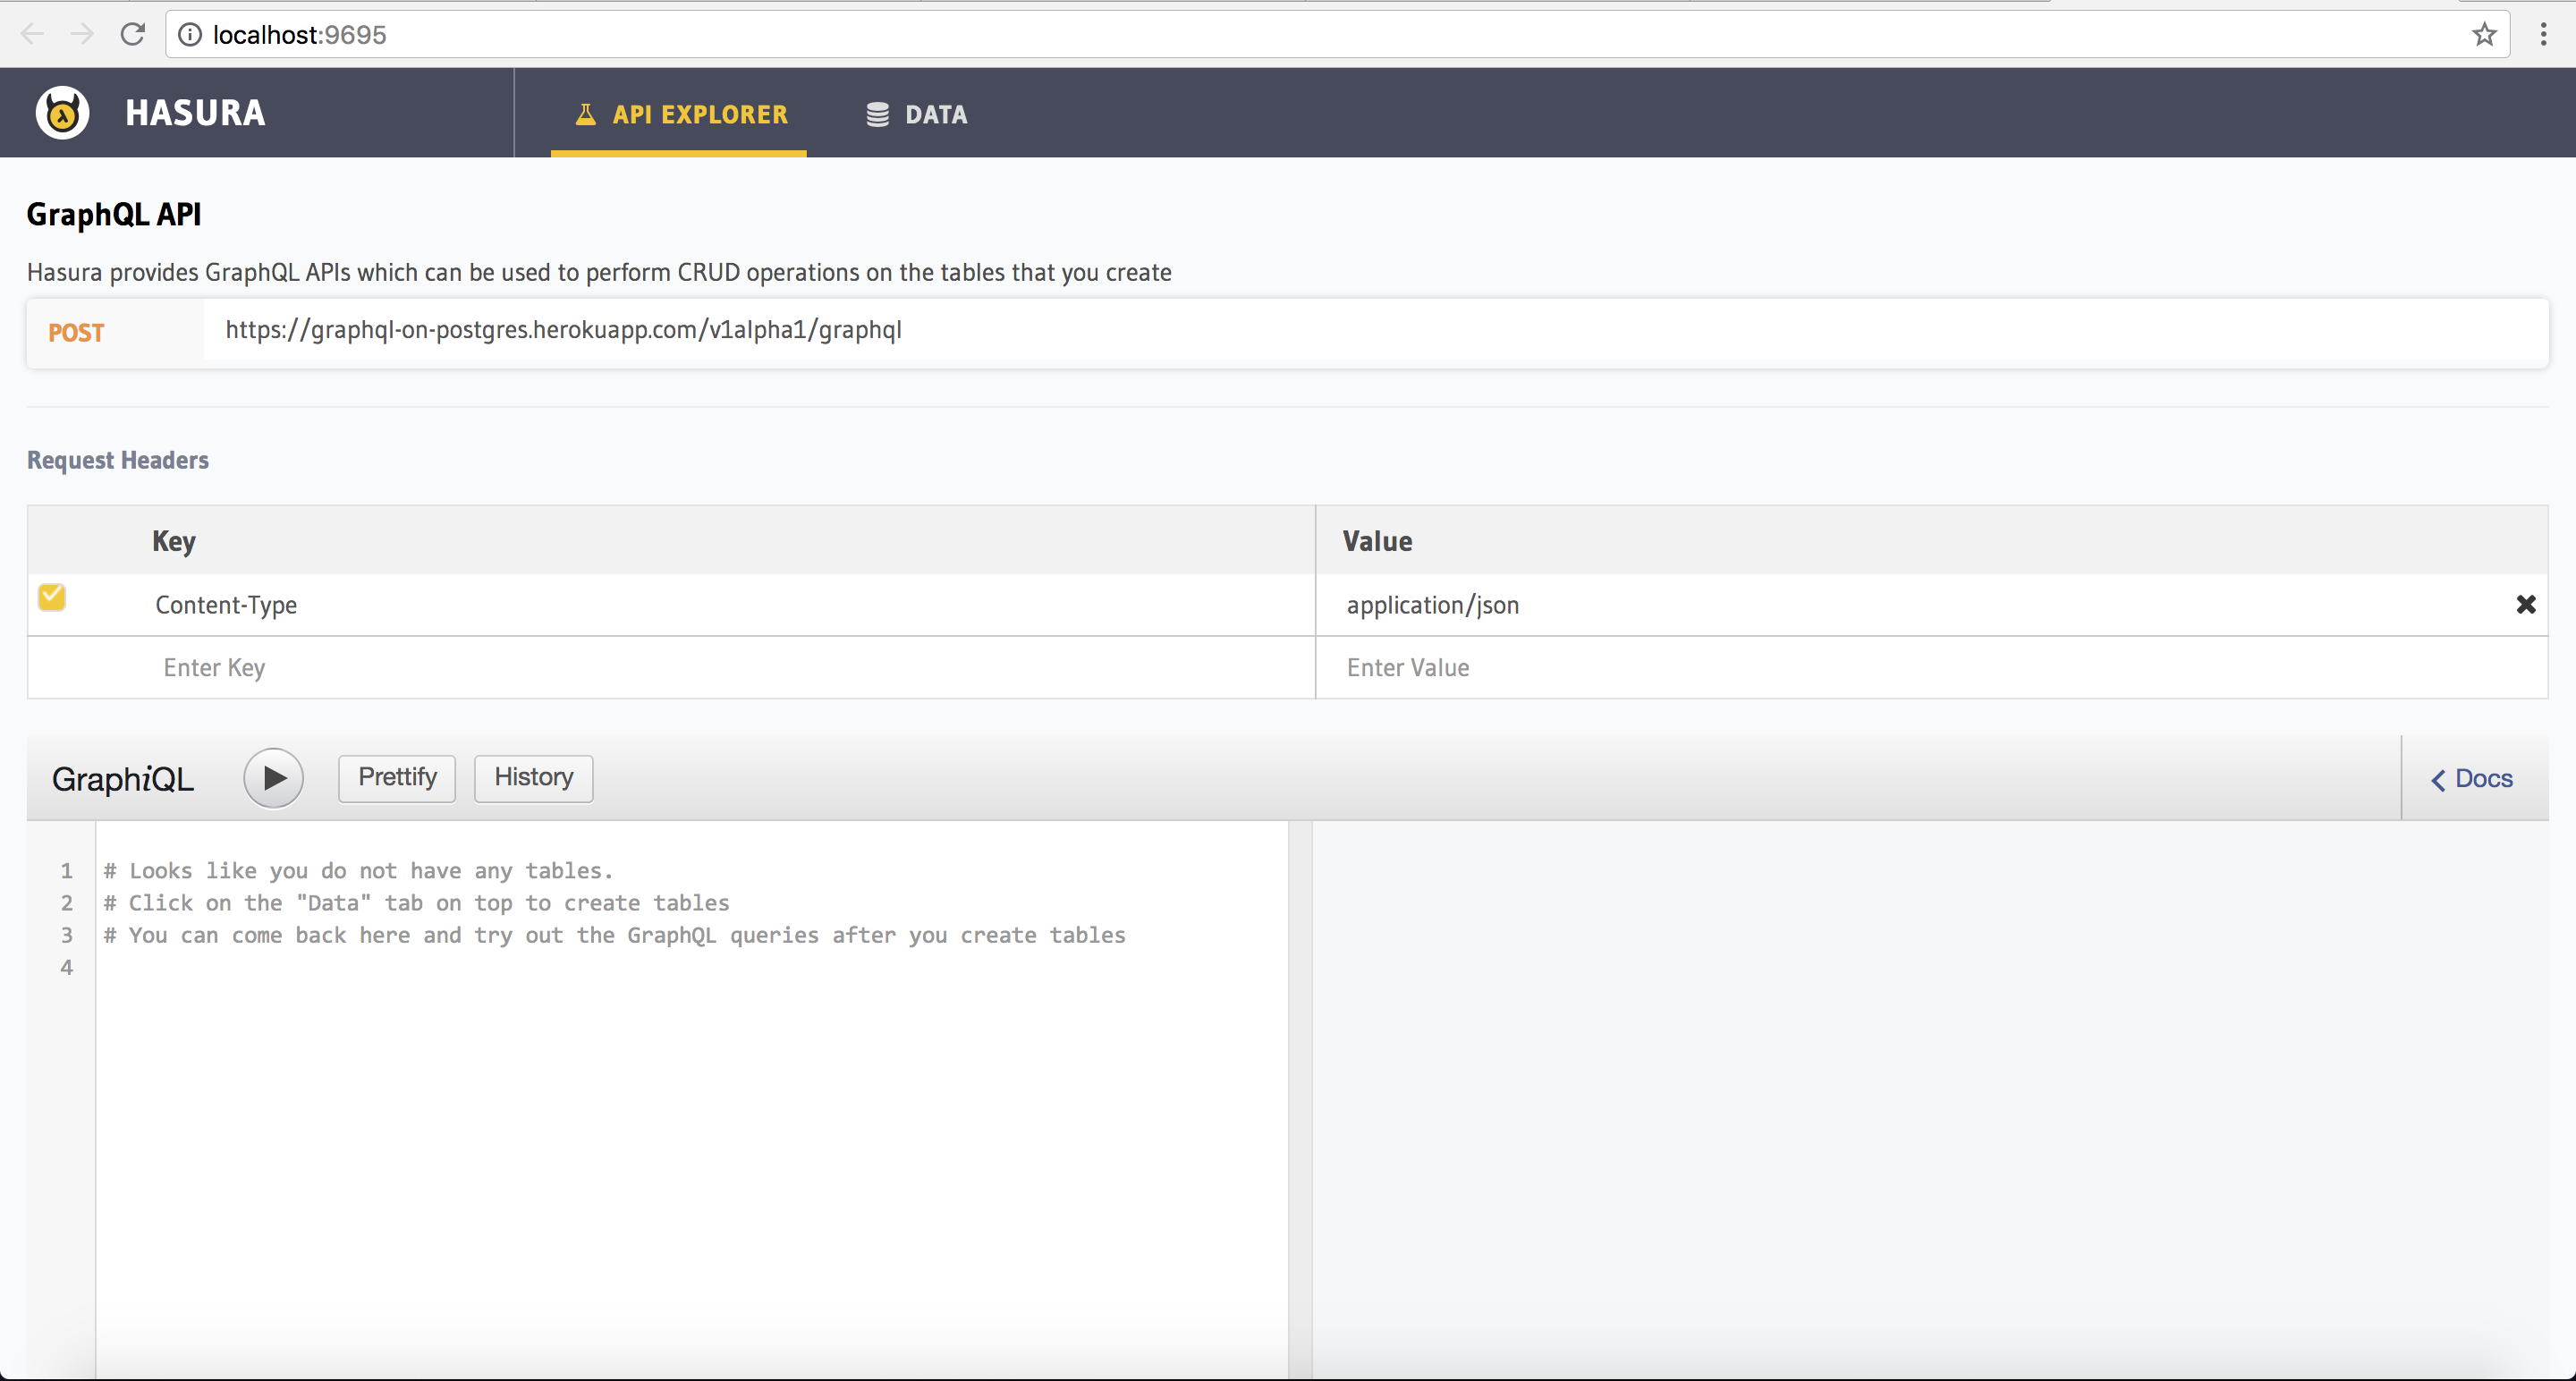 localhost:9695
HASURA
API EXPLORER
DATA
GraphQL API
Hasura provides GraphQL APIs which can be used to perform CRUD operations on the tables that you create
POST https://graphql-on-postgres.herokuapp.com/v1alpha1/graphql
Request Headers
Key Value
Content-Type application/json
Enter Key Enter Value
GraphiQL Prettify History Docs
1 # Looks like you do not have any tables.
2 # Click on the "Data" tab on top to create tables
3 # You can come back here and try out the GraphQL queries after you create tables
4